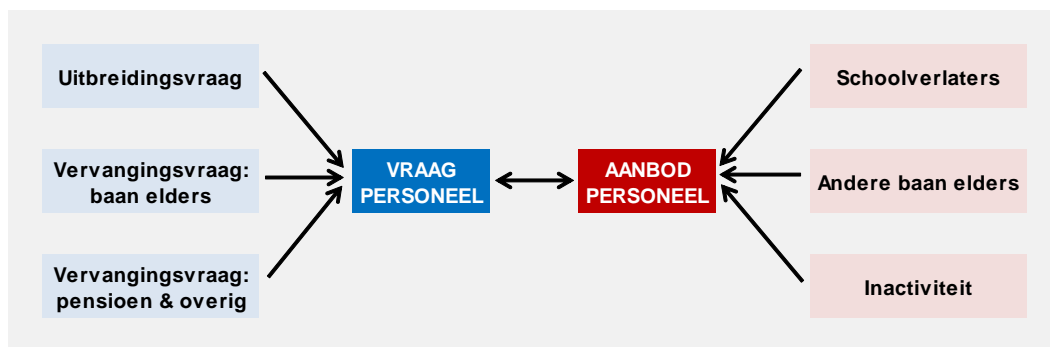 Uitbreidingsvraag
Vervangingsvraag:
baan elders
Vervangingsvraag:
pensioen & overig
VRAAG
PERSONEEL
AANBOD
PERSONEEL
Schoolverlaters
Andere baan elders
Inactiviteit